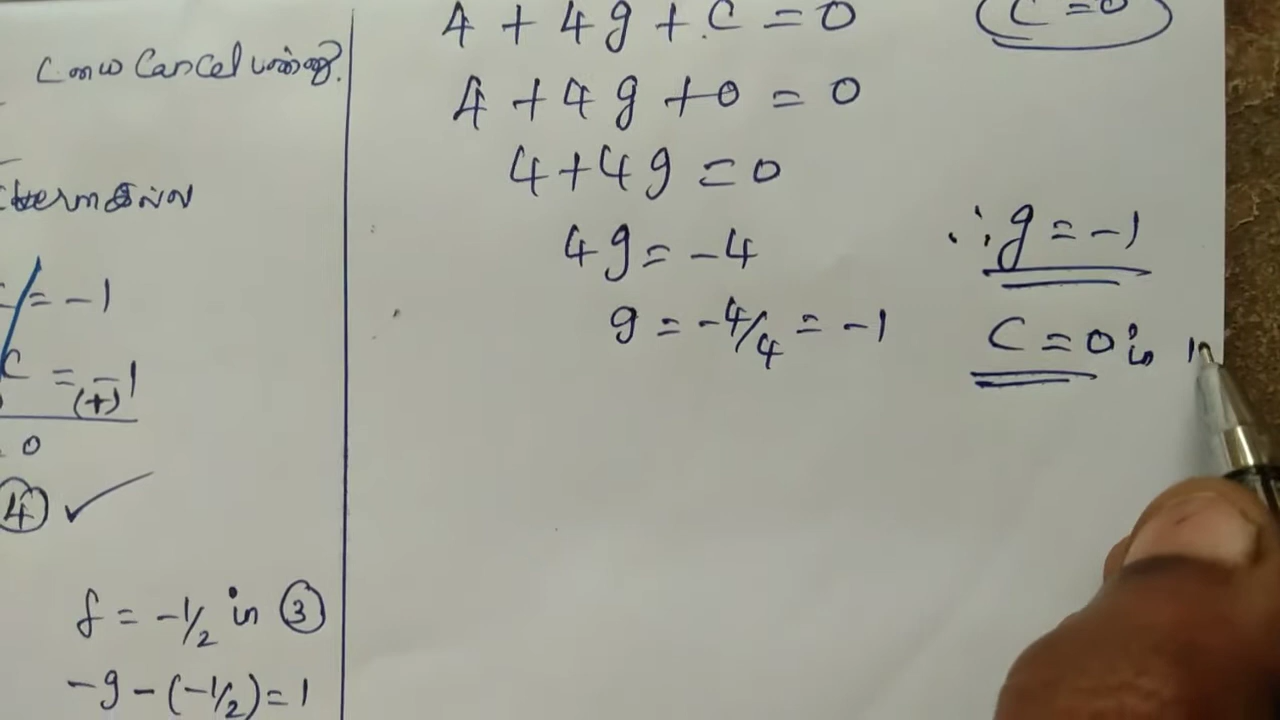 Cancel பண்ணு.
= -1
C = -1
(+)
0
④ ✓
f = -1/2 in ③
-g - (-1/2) = 1
4 + 4g + C = 0
4 + 4g + 0 = 0
4 + 4g = 0
4g = -4
g = -4/4 = -1
C = 0
∴ g = -1
C = 0 in